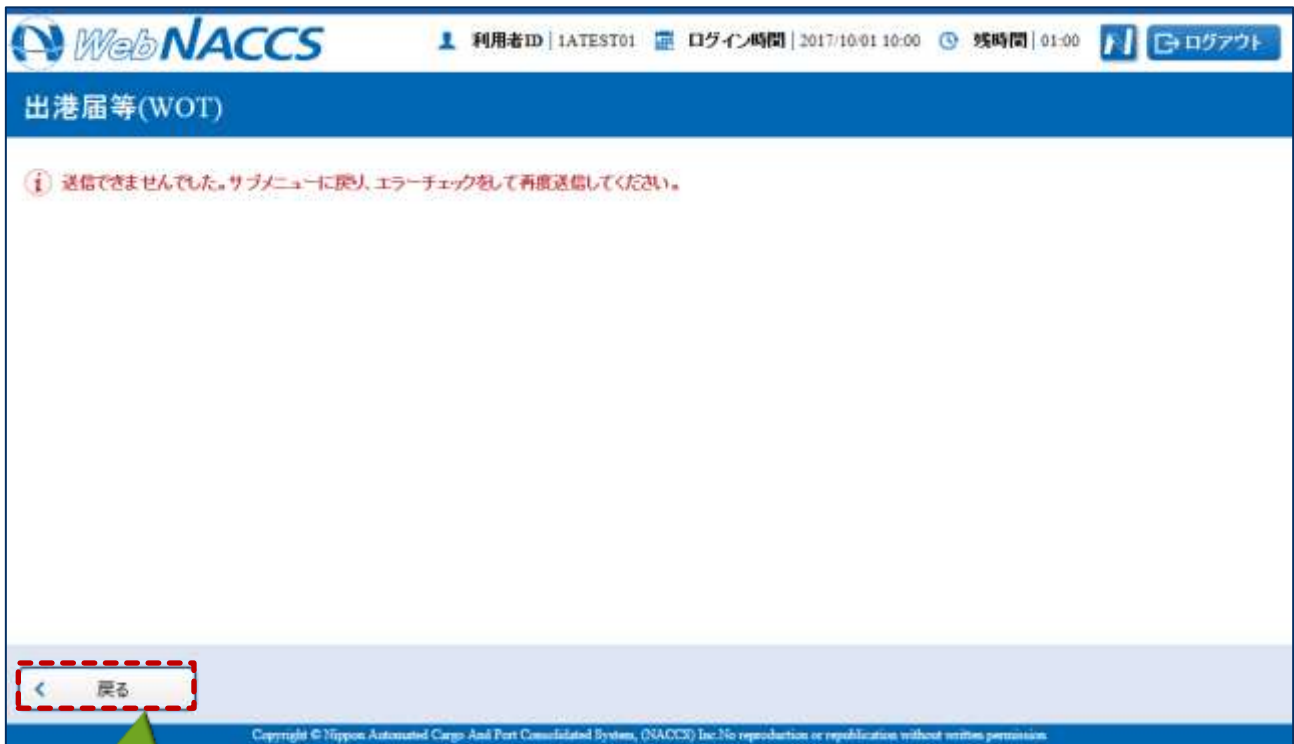 WebNACCS 利用者ID | 1ATEST01 ログイン時間 | 2017/10/01 10:00 残時間 | 01:00 ログアウト
出港届等(WOT)
送信できませんでした。サブメニューに戻り、エラーチェックをして再度送信してください。
戻る
Copyright © Nippon Automated Cargo And Port Consolidated System, (NACCS) Inc.No reproduction or republication without written permission